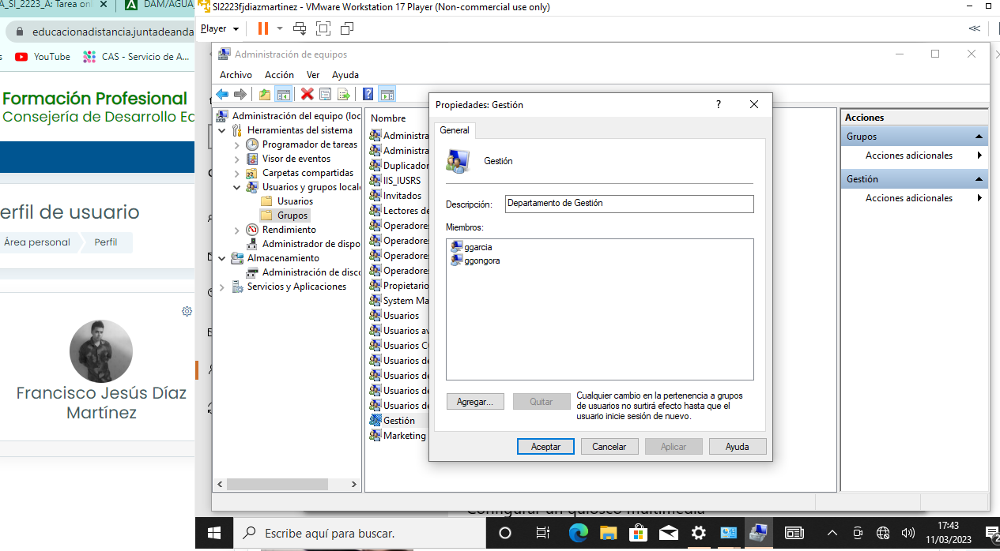 A_SI_2223_A: Tarea onl
DAM/AGUA
SI2223fjdiazmartinez - VMware Workstation 17 Player (Non-commercial use only)
educacionadistancia.juntadeanda
Player
YouTube
CAS - Servicio de A...
Administración de equipos
Archivo Acción Ver Ayuda
Formación Profesional
Consejería de Desarrollo Ec
erfil de usuario
Área personal
Perfil
Francisco Jesús Díaz
Martínez
Administración del equipo (loc
Herramientas del sistema
Programador de tareas
Visor de eventos
Carpetas compartidas
Usuarios y grupos locale
Usuarios
Grupos
Rendimiento
Administrador de dispo
Almacenamiento
Administración de disco
Servicios y Aplicaciones
Nombre
Administra
Administra
Duplicador
IIS_IUSRS
Invitados
Lectores de
Operadores
Operadores
Operadores
Operadores
Propietario
System Ma
Usuarios
Usuarios av
Usuarios CO
Usuarios de
Usuarios de
Usuarios de
Usuarios de
Gestión
Marketing
Propiedades: Gestión
?
General
Gestión
Descripción:
Departamento de Gestión
Miembros:
ggarcia
ggongora
Agregar...
Quitar
Cualquier cambio en la pertenencia a grupos
de usuarios no surtirá efecto hasta que el
usuario inicie sesión de nuevo.
Aceptar
Cancelar
Aplicar
Ayuda
Acciones
Grupos
Acciones adicionales
Gestión
Acciones adicionales
Configurar un quiosco multimedia
Escribe aquí para buscar.
17:43
11/03/2023
2